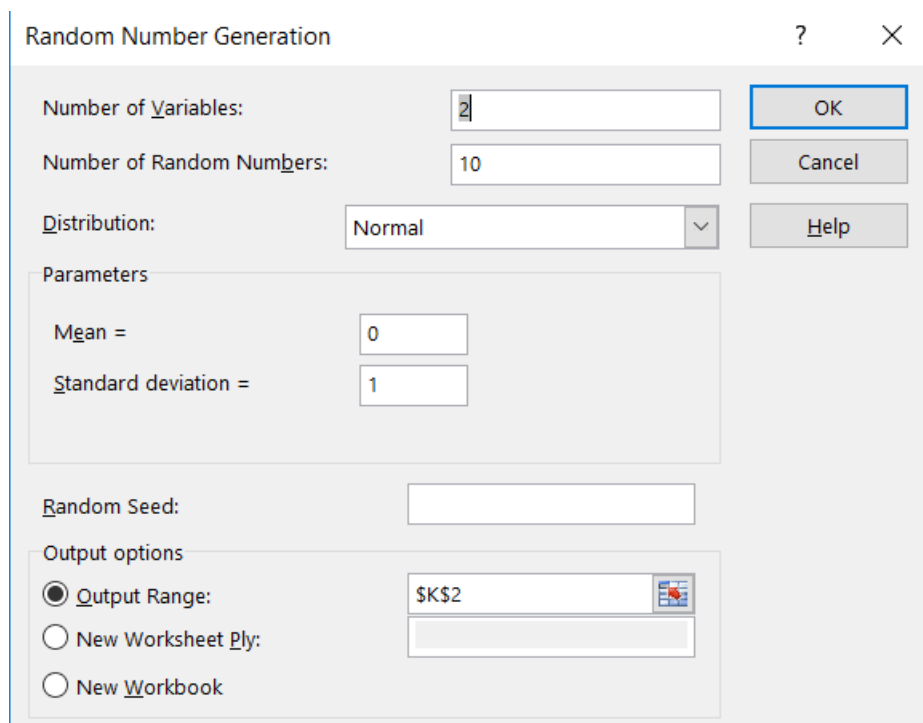 Random Number Generation ? ×
Number of Variables: 2 OK
Number of Random Numbers: 10 Cancel
Distribution: Normal Help
Parameters
Mean = 0
Standard deviation = 1
Random Seed:
Output options
Output Range: $K$2
New Worksheet Ply:
New Workbook